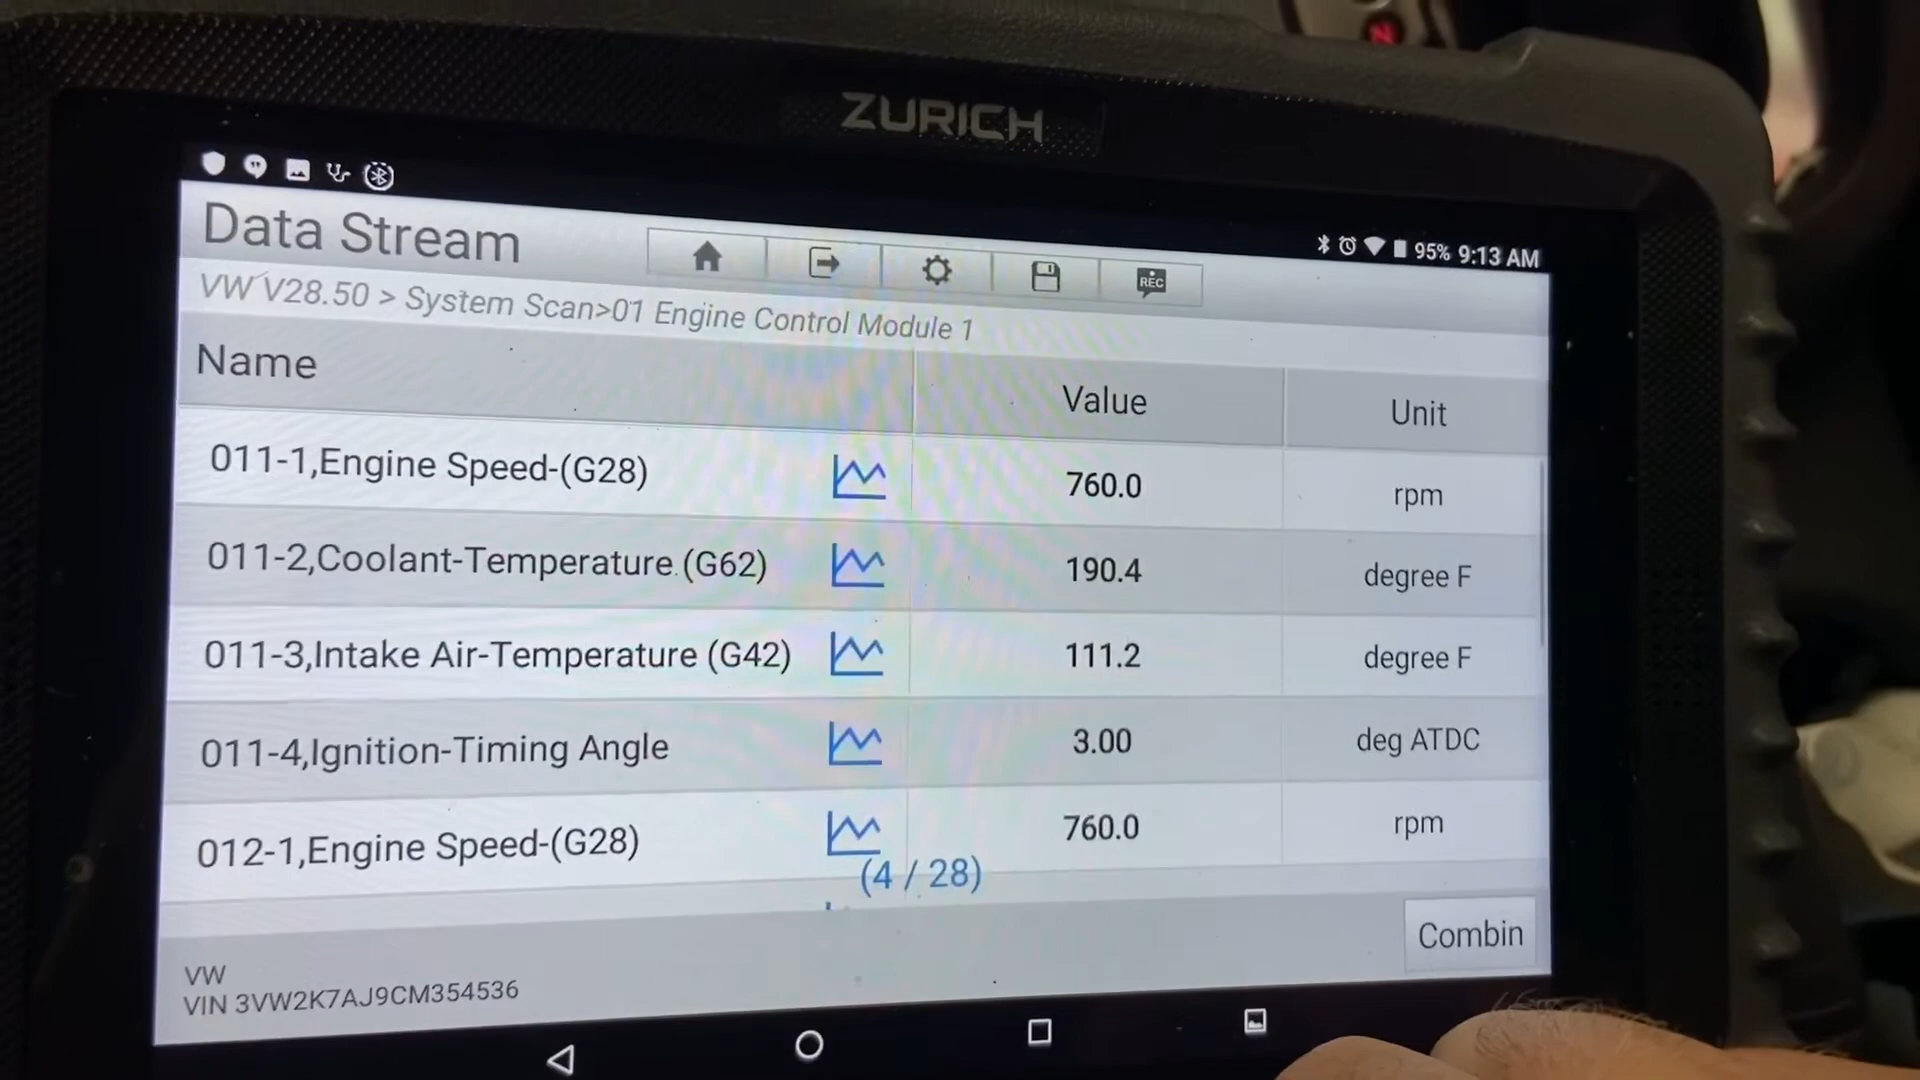 N
ZURICH
95% 9:13 AM
Data Stream
REC
VW V28.50 > System Scan>01 Engine Control Module 1
Name Value Unit
011-1,Engine Speed-(G28) 760.0 rpm
011-2,Coolant-Temperature (G62) 190.4 degree F
011-3,Intake Air-Temperature (G42) 111.2 degree F
011-4,Ignition-Timing Angle 3.00 deg ATDC
012-1,Engine Speed-(G28) 760.0 rpm
(4 / 28)
Combin
VW
VIN 3VW2K7AJ9CM354536